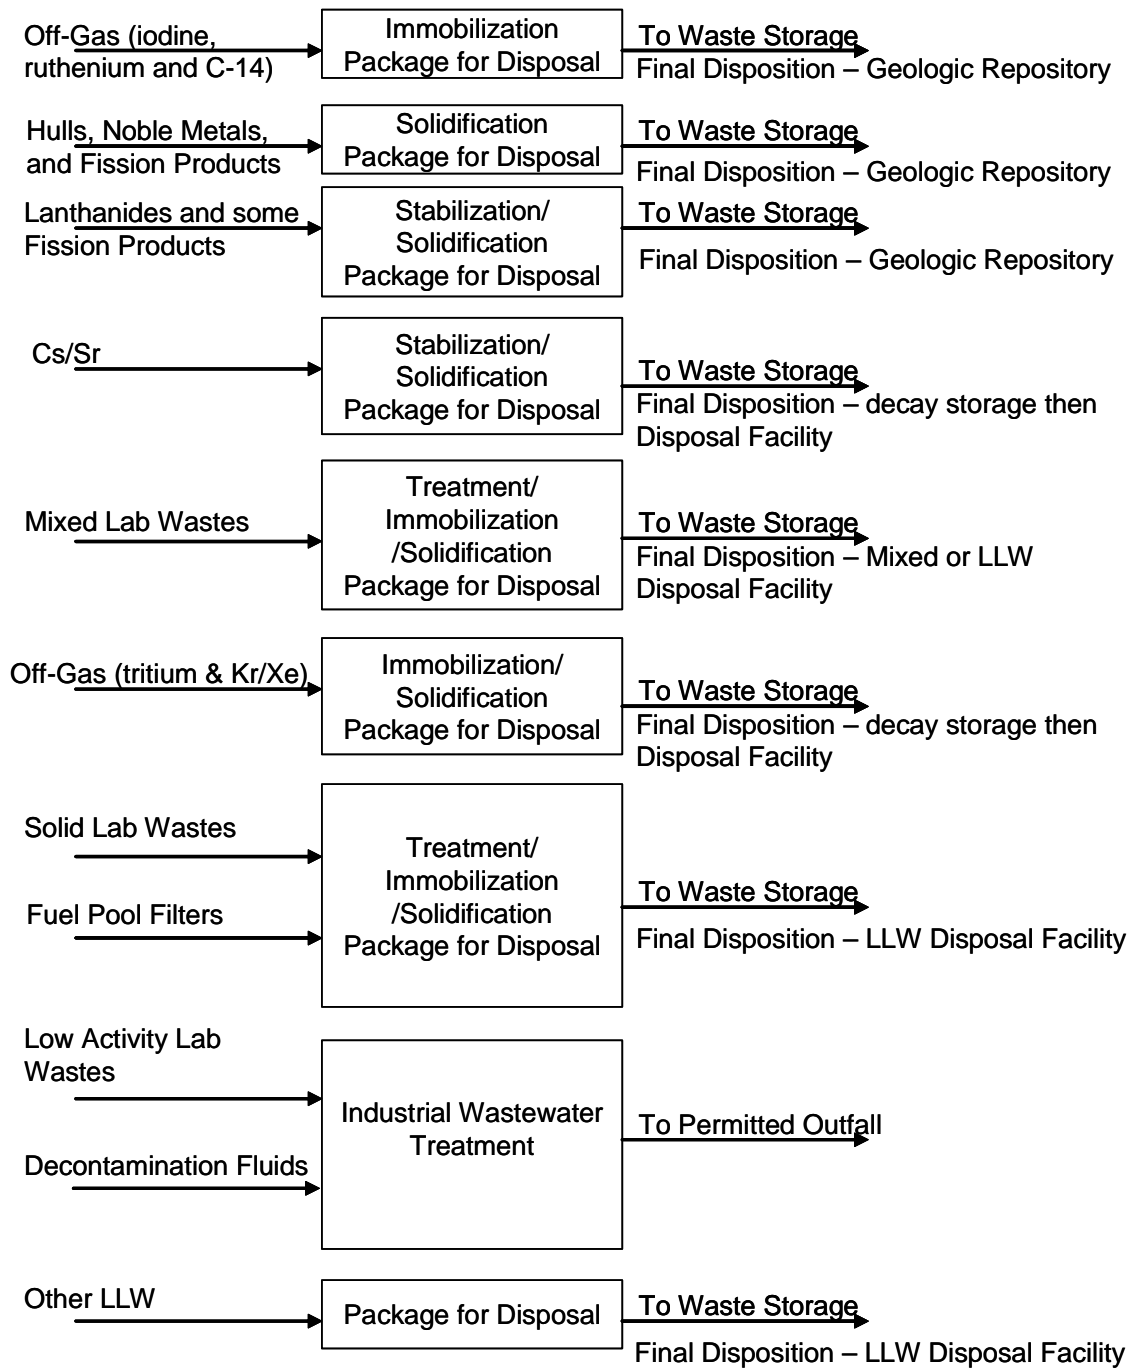 Off-Gas (iodine,
ruthenium and C-14)
Immobilization
Package for Disposal
To Waste Storage
Final Disposition – Geologic Repository
Hulls, Noble Metals,
and Fission Products
Solidification
Package for Disposal
To Waste Storage
Final Disposition – Geologic Repository
Lanthanides and some
Fission Products
Stabilization/
Solidification
Package for Disposal
To Waste Storage
Final Disposition – Geologic Repository
Cs/Sr
Stabilization/
Solidification
Package for Disposal
To Waste Storage
Final Disposition – decay storage then
Disposal Facility
Mixed Lab Wastes
Treatment/
Immobilization
/Solidification
Package for Disposal
To Waste Storage
Final Disposition – Mixed or LLW
Disposal Facility
Off-Gas (tritium & Kr/Xe)
Immobilization/
Solidification
Package for Disposal
To Waste Storage
Final Disposition – decay storage then
Disposal Facility
Solid Lab Wastes
Fuel Pool Filters
Treatment/
Immobilization
/Solidification
Package for Disposal
To Waste Storage
Final Disposition – LLW Disposal Facility
Low Activity Lab
Wastes
Decontamination Fluids
Industrial Wastewater
Treatment
To Permitted Outfall
Other LLW
Package for Disposal
To Waste Storage
Final Disposition – LLW Disposal Facility